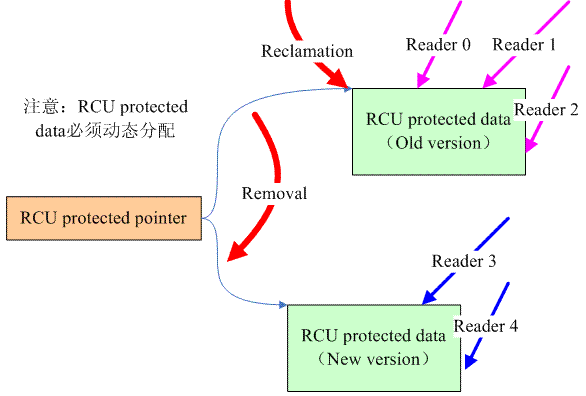 Reclamation
Reader 0
Reader 1
注意：RCU protected
data必须动态分配
Reader 2
RCU protected data
（Old version）
Removal
RCU protected pointer
Reader 3
Reader 4
RCU protected data
（New version）